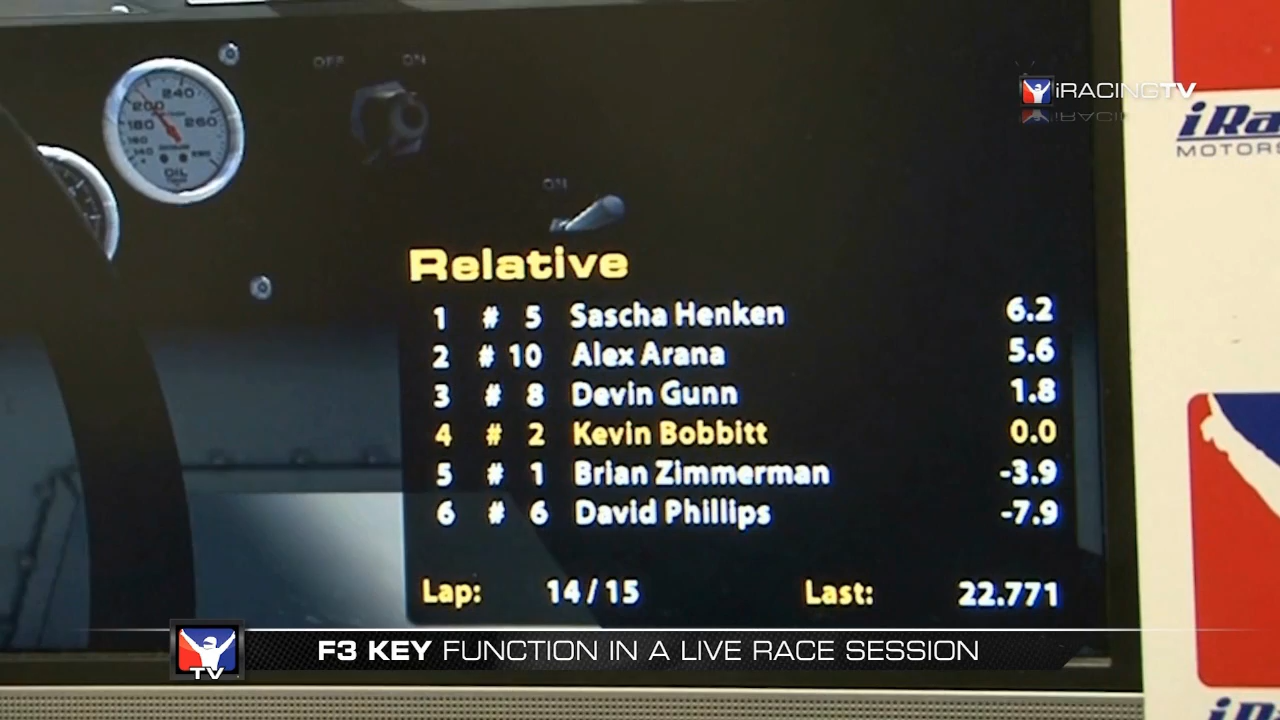 OFF ON
240
200
180 260
160
140
OIL
ON
iRACINGTV
iRa
MOTORS
Relative
1 # 5 Sascha Henken 6.2
2 # 10 Alex Arana 5.6
3 # 8 Devin Gunn 1.8
4 # 2 Kevin Bobbitt 0.0
5 # 1 Brian Zimmerman -3.9
6 # 6 David Phillips -7.9
Lap: 14/15 Last: 22.771
TV
F3 KEY FUNCTION IN A LIVE RACE SESSION